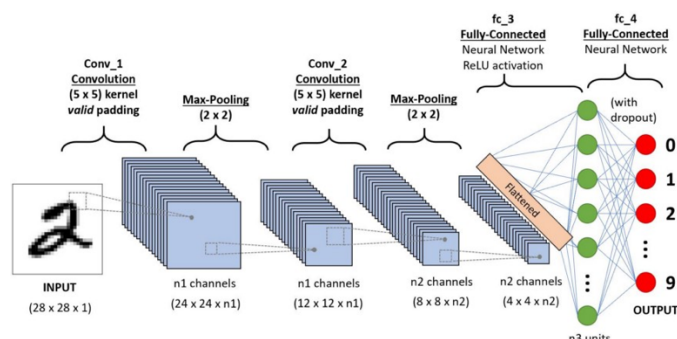 fc_3
Fully-Connected
Neural Network
ReLU activation
fc_4
Fully-Connected
Neural Network
Conv_1
Convolution
(5 x 5) kernel
valid padding
Max-Pooling
(2 x 2)
Conv_2
Convolution
(5 x 5) kernel
valid padding
Max-Pooling
(2 x 2)
(with
dropout)
Flattened
0
1
2
9
INPUT
(28 x 28 x 1)
n1 channels
(24 x 24 x n1)
n1 channels
(12 x 12 x n1)
n2 channels
(8 x 8 x n2)
n2 channels
(4 x 4 x n2)
OUTPUT
n3 units